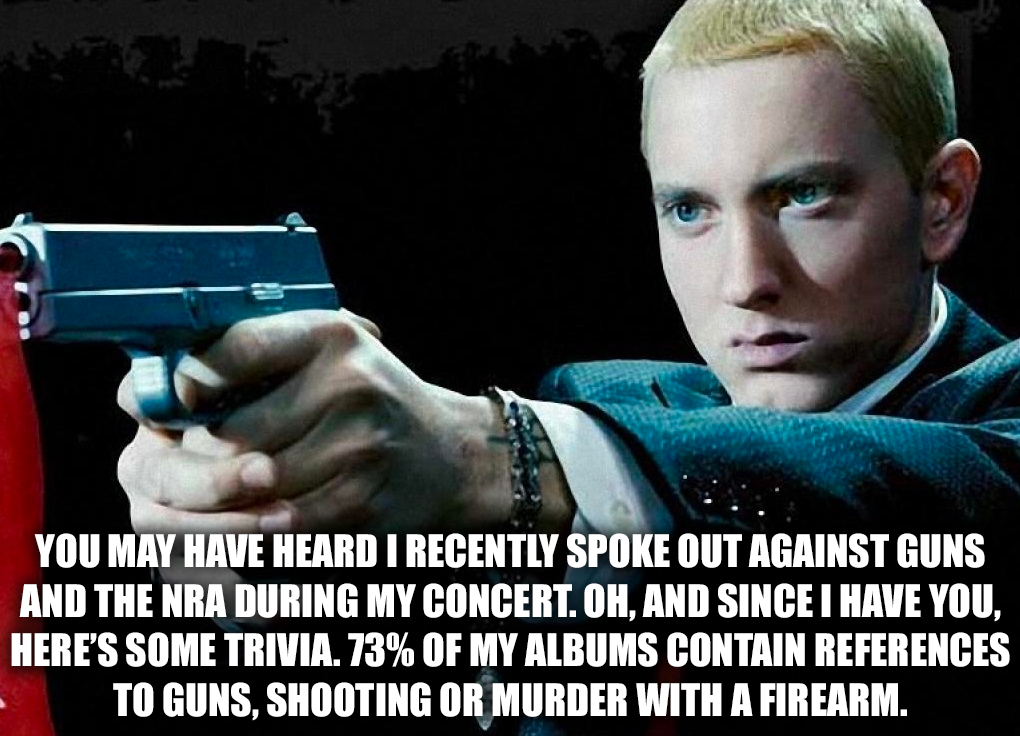 YOU MAY HAVE HEARD I RECENTLY SPOKE OUT AGAINST GUNS
AND THE NRA DURING MY CONCERT. OH, AND SINCE I HAVE YOU,
HERE'S SOME TRIVIA. 73% OF MY ALBUMS CONTAIN REFERENCES
TO GUNS, SHOOTING OR MURDER WITH A FIREARM.